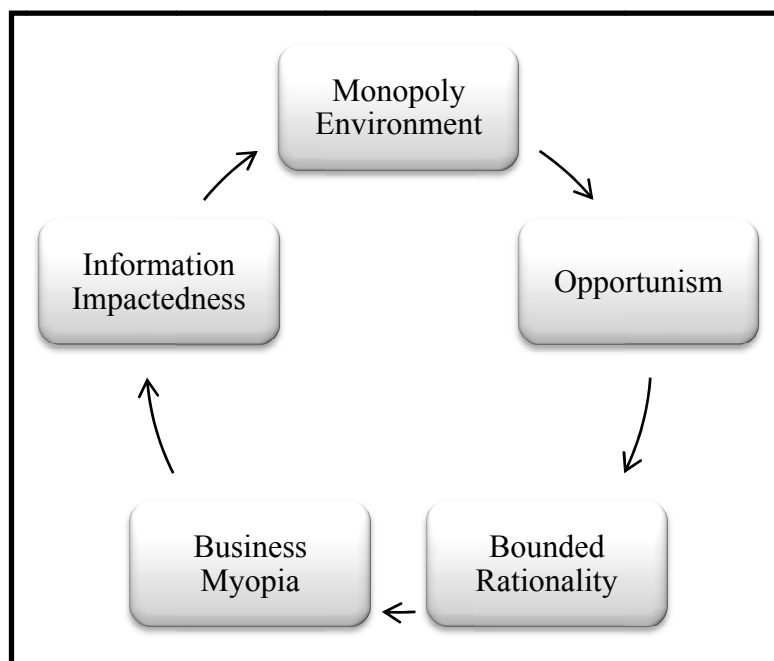 Monopoly
Environment
Opportunism
Bounded
Rationality
Business
Myopia
Information
Impactedness